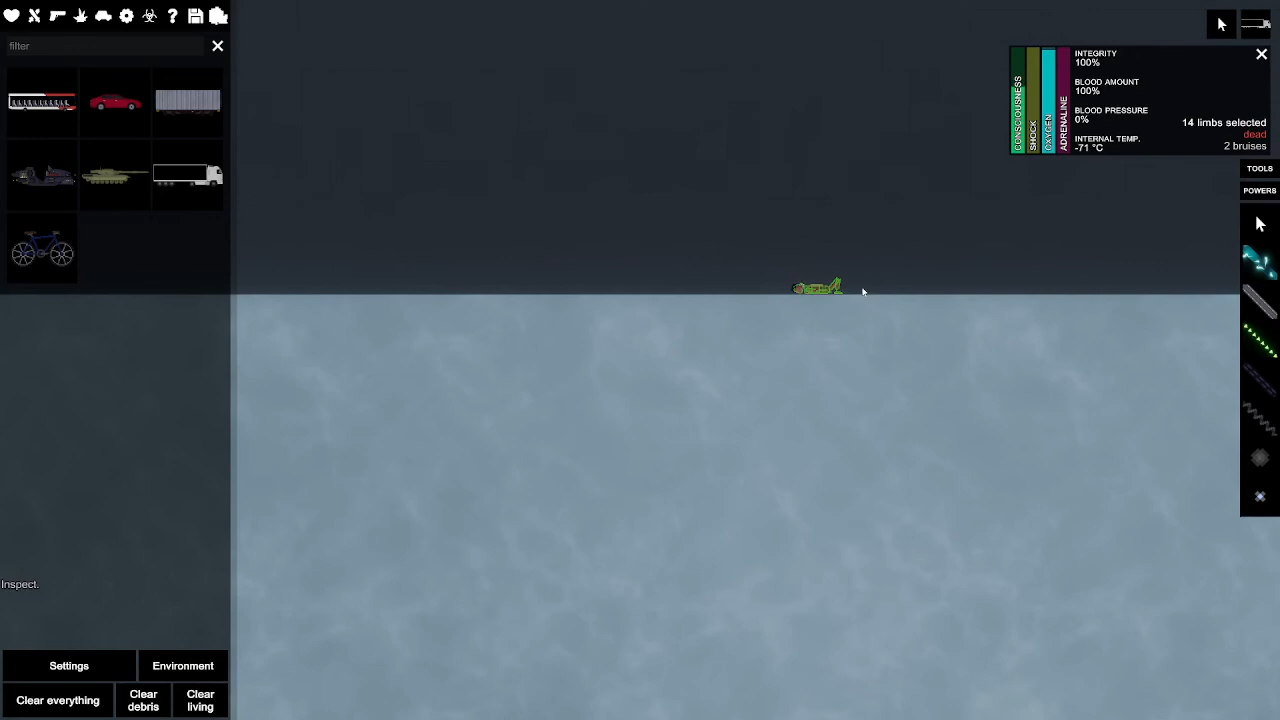 filter
INTEGRITY
100%
BLOOD AMOUNT
100%
BLOOD PRESSURE
0%
INTERNAL TEMP.
-71 °C
CONSCIOUSNESS
SHOCK
OXYGEN
ADRENALINE
14 limbs selected
dead
2 bruises
TOOLS
POWERS
Inspect.
Settings
Environment
Clear everything
Clear debris
Clear living